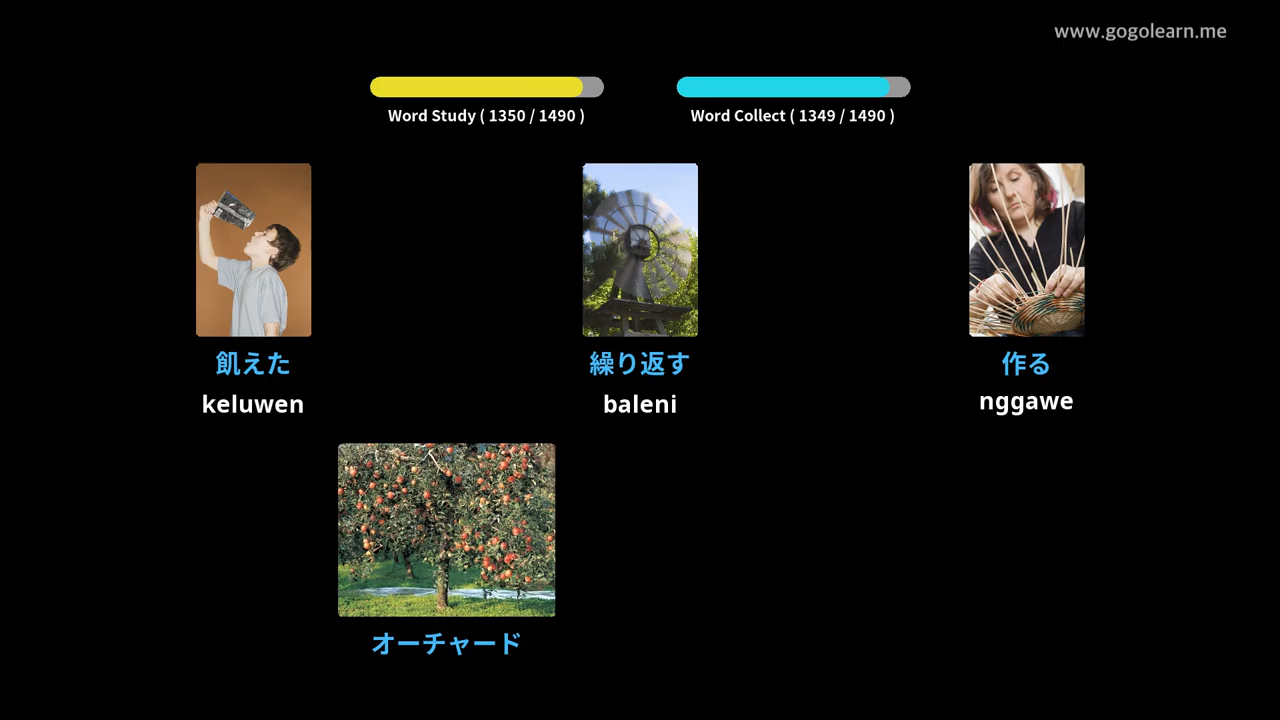 www.gogolearn.me
Word Study ( 1350 / 1490 )
Word Collect ( 1349 / 1490 )
飢えた
繰り返す
作る
keluwen
baleni
nggawe
オーチャード